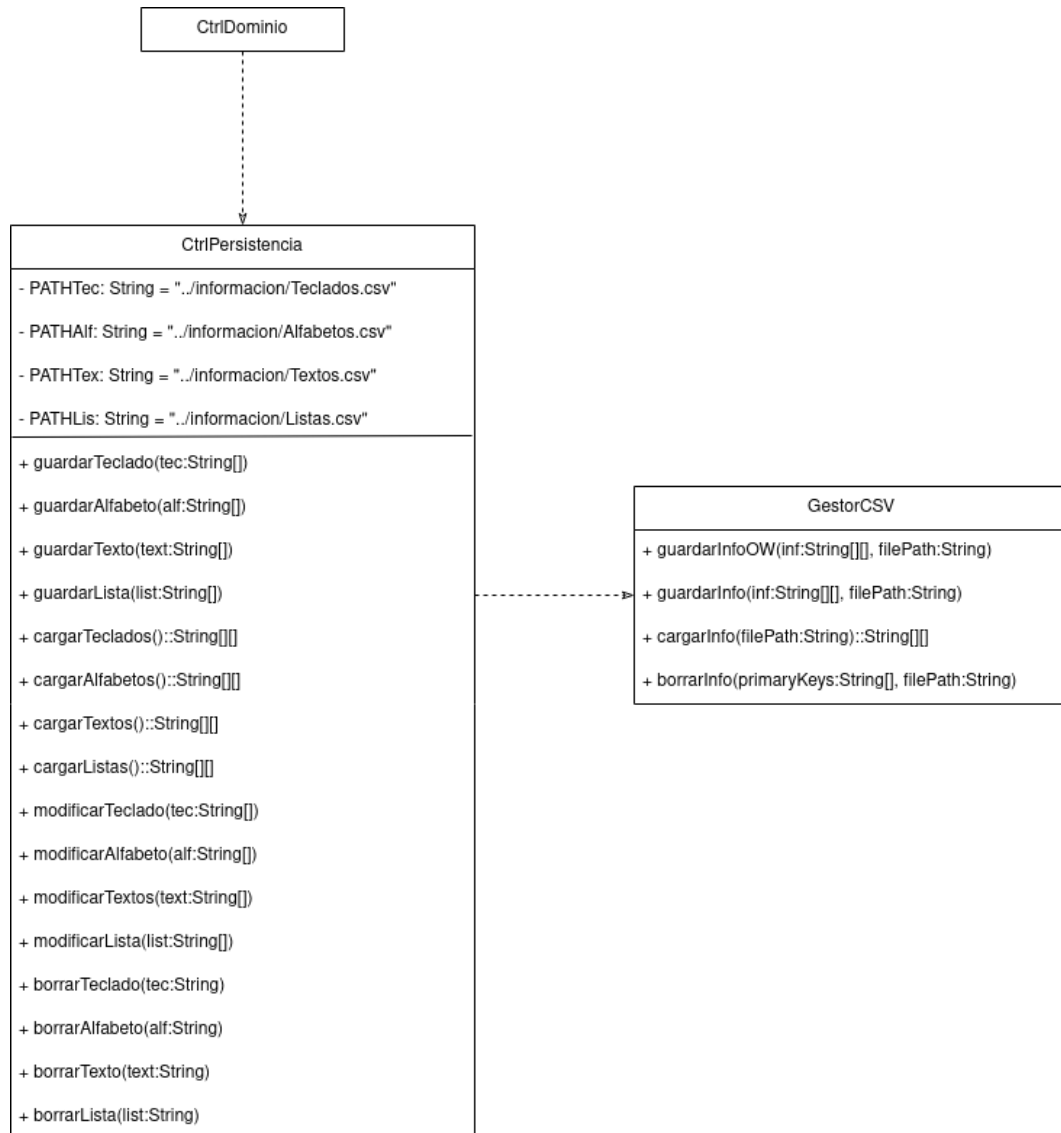 CtrlDominio
CtrlPersistencia
- PATHTec: String = "../informacion/Teclados.csv"
- PATHAlf: String = "../informacion/Alfabetos.csv"
- PATHTex: String = "../informacion/Textos.csv"
- PATHLis: String = "../informacion/Listas.csv"
+ guardarTeclado(tec:String[])
+ guardarAlfabeto(alf:String[])
+ guardarTexto(text:String[])
+ guardarLista(list:String[])
+ cargarTeclados()::String[][]
+ cargarAlfabetos()::String[][]
+ cargarTextos()::String[][]
+ cargarListas()::String[][]
+ modificarTeclado(tec:String[])
+ modificarAlfabeto(alf:String[])
+ modificarTextos(text:String[])
+ modificarLista(list:String[])
+ borrarTeclado(tec:String)
+ borrarAlfabeto(alf:String)
+ borrarTexto(text:String)
+ borrarLista(list:String)
GestorCSV
+ guardarInfoOW(inf:String[][], filePath:String)
+ guardarInfo(inf:String[][], filePath:String)
+ cargarInfo(filePath:String)::String[][]
+ borrarInfo(primaryKeys:String[], filePath:String)